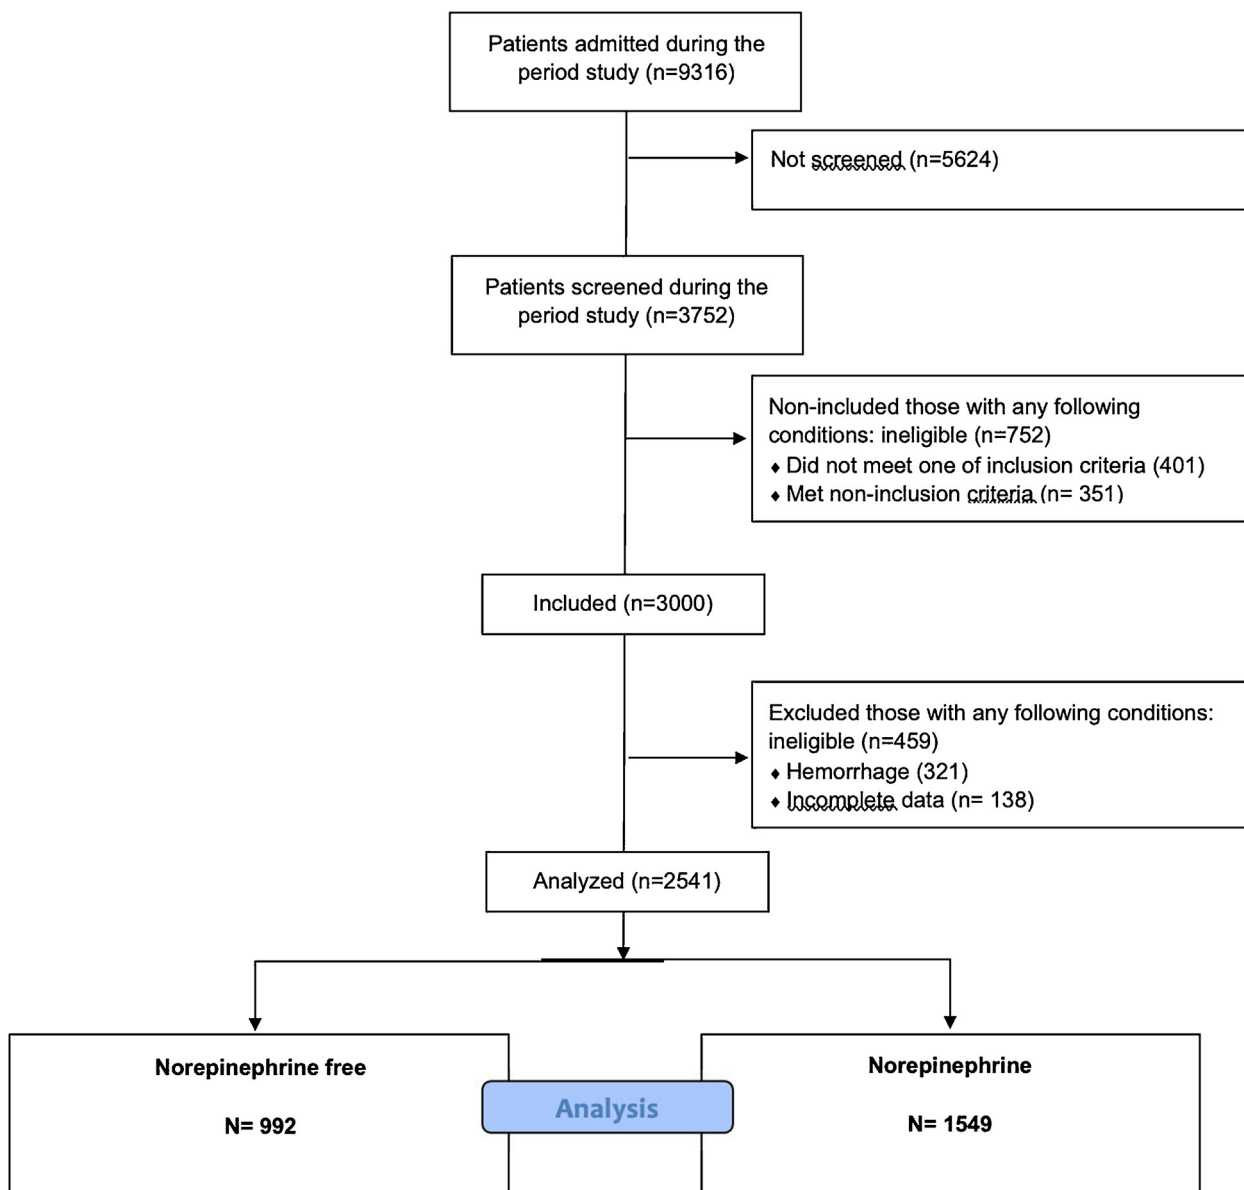 Patients admitted during the
period study (n=9316)
Not screened (n=5624)
Patients screened during the
period study (n=3752)
Non-included those with any following
conditions: ineligible (n=752)
♦ Did not meet one of inclusion criteria (401)
♦ Met non-inclusion criteria (n= 351)
Included (n=3000)
Excluded those with any following conditions:
ineligible (n=459)
♦ Hemorrhage (321)
♦ Incomplete data (n= 138)
Analyzed (n=2541)
Norepinephrine free
N= 992
Analysis
Norepinephrine
N= 1549